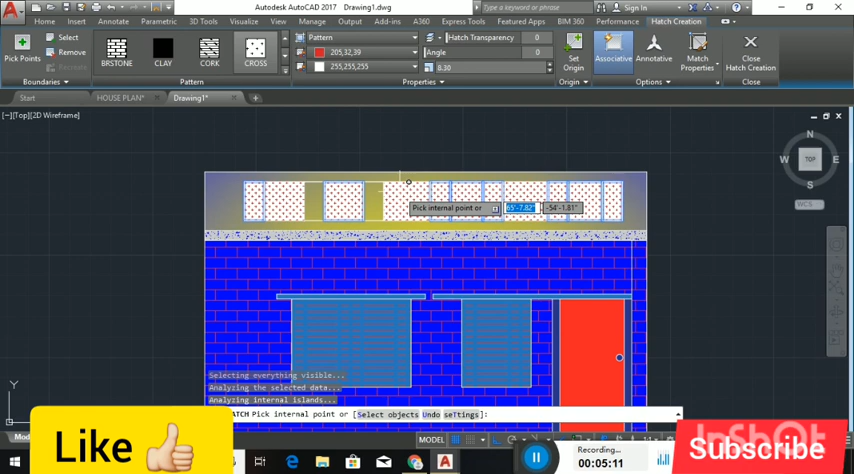 Autodesk AutoCAD 2017 Drawing1.dwg
Type a keyword or phrase
Sign In
Home Insert Annotate Parametric 3D Tools Visualize View Manage Output Add-ins A360 Express Tools Featured Apps BIM 360 Performance Hatch Creation
Pick Points
Select
Remove
Recreate
BRSTONE CLAY CORK CROSS
Pattern
205,32,39
255,255,255
Hatch Transparency 0
Angle 0
8.30
Set
Origin
Associative Annotative
Match
Properties
Close
Hatch Creation
Boundaries Pattern Properties Origin Options Close
Start HOUSE PLAN* Drawing1*
[−][Top][2D Wireframe]
N
W TOP E
S
WCS
Pick internal point or 65'-7.82" -54'-1.81"
Selecting everything visible...
Analyzing the selected data...
Analyzing internal islands...
HATCH Pick internal point or [Select objects Undo seTtings]:
Y
MODEL
1:1
Like
Recording...
00:05:11
InShOt
Subscribe